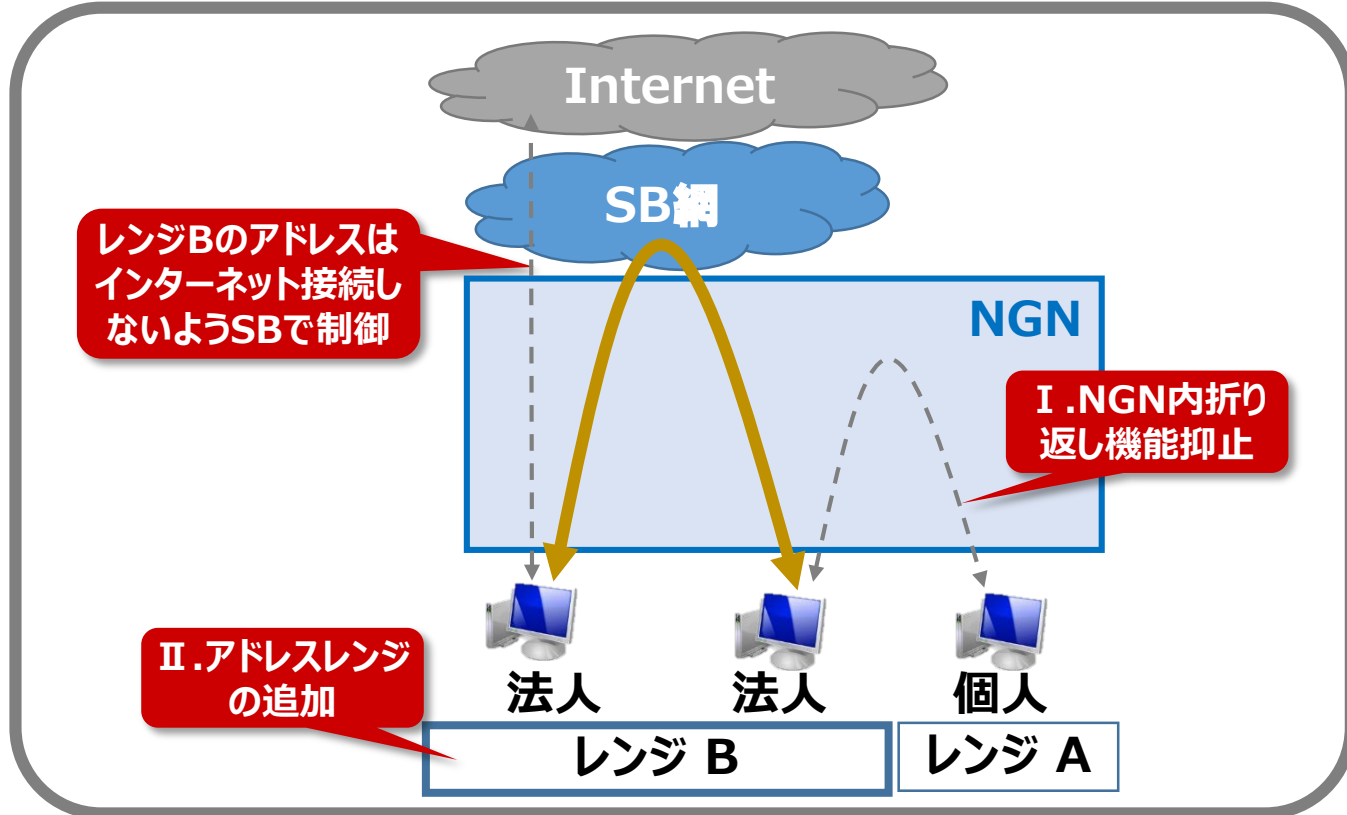 Internet
SB網
レンジBのアドレスは
インターネット接続し
ないようSBで制御
NGN
Ⅰ.NGN内折り
返し機能抑止
Ⅱ.アドレスレンジ
の追加
法人
法人
個人
レンジ B
レンジ A